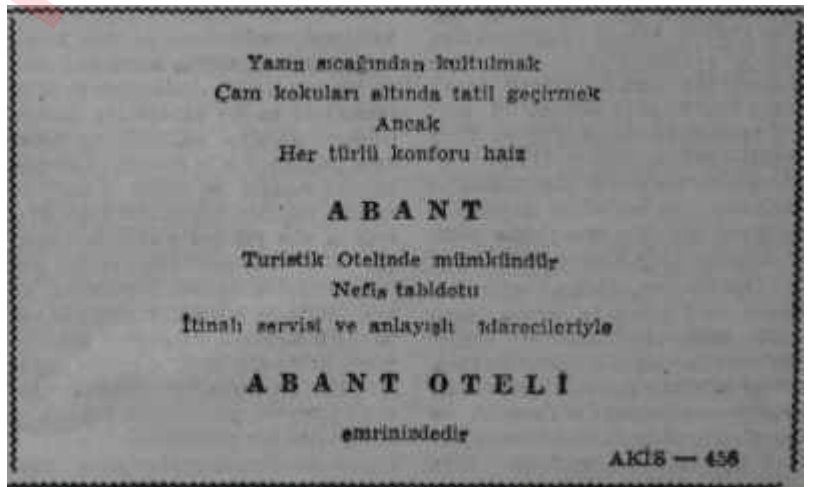 Yazın sıcağından kultulmak
Çam kokuları altında tatil geçirmek
Ancak
Her türlü konforu haiz
ABANT
Turistik Otelinde mümkündür
Nefis tabldotu
İtinalı servisi ve anlayışlı idarecileriyle
ABANT OTELİ
emrinizdedir
AKİS — 456